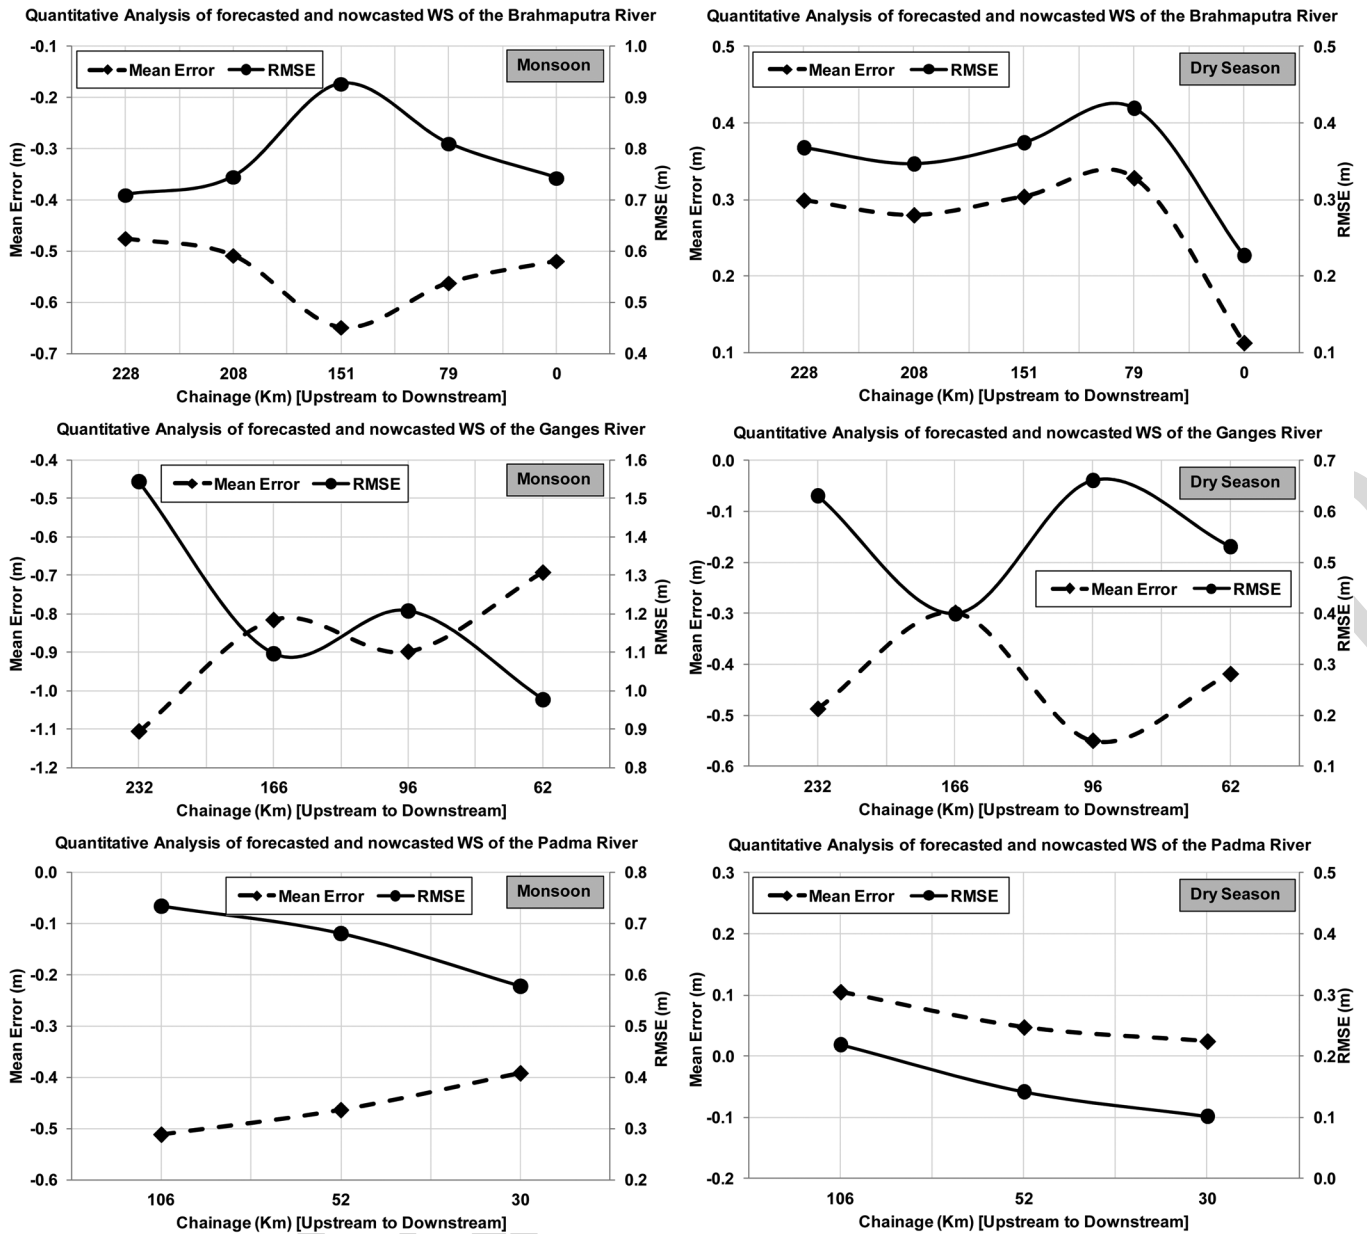 Quantitative Analysis of forecasted and nowcasted WS of the Brahmaputra River
Mean Error RMSE
Monsoon
-0.1
-0.2
-0.3
-0.4
-0.5
-0.6
-0.7
Mean Error (m)
1.0
0.9
0.8
0.7
0.6
0.5
0.4
RMSE (m)
228 208 151 79 0
Chainage (Km) [Upstream to Downstream]
Quantitative Analysis of forecasted and nowcasted WS of the Brahmaputra River
Mean Error RMSE
Dry Season
0.5
0.4
0.3
0.2
0.1
Mean Error (m)
0.5
0.4
0.3
0.2
0.1
RMSE (m)
228 208 151 79 0
Chainage (Km) [Upstream to Downstream]
Quantitative Analysis of forecasted and nowcasted WS of the Ganges River
Mean Error RMSE
Monsoon
-0.4
-0.5
-0.6
-0.7
-0.8
-0.9
-1.0
-1.1
-1.2
Mean Error (m)
1.6
1.5
1.4
1.3
1.2
1.1
1.0
0.9
0.8
RMSE (m)
232 166 96 62
Chainage (Km) [Upstream to Downstream]
Quantitative Analysis of forecasted and nowcasted WS of the Ganges River
Dry Season
Mean Error RMSE
0.0
-0.1
-0.2
-0.3
-0.4
-0.5
-0.6
Mean Error (m)
0.7
0.6
0.5
0.4
0.3
0.2
0.1
RMSE (m)
232 166 96 62
Chainage (Km) [Upstream to Downstream]
Quantitative Analysis of forecasted and nowcasted WS of the Padma River
Mean Error RMSE
Monsoon
0.0
-0.1
-0.2
-0.3
-0.4
-0.5
-0.6
Mean Error (m)
0.8
0.7
0.6
0.5
0.4
0.3
0.2
RMSE (m)
106 52 30
Chainage (Km) [Upstream to Downstream]
Quantitative Analysis of forecasted and nowcasted WS of the Padma River
Mean Error RMSE
Dry Season
0.3
0.2
0.1
0.0
-0.1
-0.2
Mean Error (m)
0.5
0.4
0.3
0.2
0.1
0.0
RMSE (m)
106 52 30
Chainage (Km) [Upstream to Downstream]